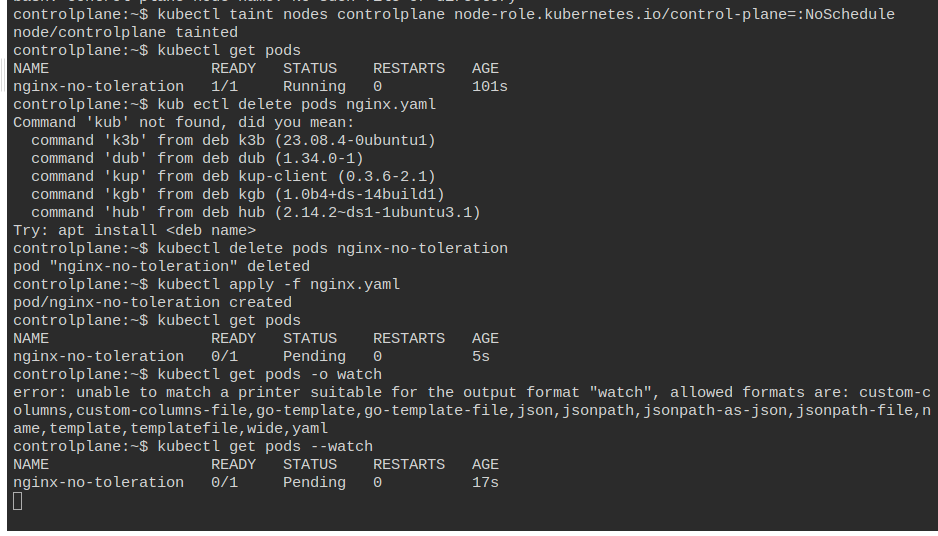 controlplane:~$ kubectl taint nodes controlplane node-role.kubernetes.io/control-plane=:NoSchedule
node/controlplane tainted
controlplane:~$ kubectl get pods
NAME                  READY   STATUS    RESTARTS   AGE
nginx-no-toleration   1/1     Running   0          101s
controlplane:~$ kub ectl delete pods nginx.yaml
Command 'kub' not found, did you mean:
  command 'k3b' from deb k3b (23.08.4-0ubuntu1)
  command 'dub' from deb dub (1.34.0-1)
  command 'kup' from deb kup-client (0.3.6-2.1)
  command 'kgb' from deb kgb (1.0b4+ds-14build1)
  command 'hub' from deb hub (2.14.2~ds1-1ubuntu3.1)
Try: apt install <deb name>
controlplane:~$ kubectl delete pods nginx-no-toleration
pod "nginx-no-toleration" deleted
controlplane:~$ kubectl apply -f nginx.yaml
pod/nginx-no-toleration created
controlplane:~$ kubectl get pods
NAME                  READY   STATUS    RESTARTS   AGE
nginx-no-toleration   0/1     Pending   0          5s
controlplane:~$ kubectl get pods -o watch
error: unable to match a printer suitable for the output format "watch", allowed formats are: custom-c
olumns,custom-columns-file,go-template,go-template-file,json,jsonpath,jsonpath-as-json,jsonpath-file,n
ame,template,templatefile,wide,yaml
controlplane:~$ kubectl get pods --watch
NAME                  READY   STATUS    RESTARTS   AGE
nginx-no-toleration   0/1     Pending   0          17s